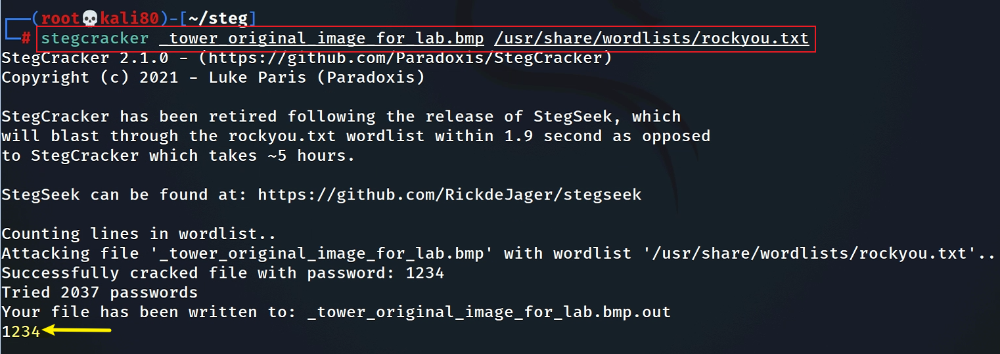 (root💀kali80)-[~/steg]
# stegcracker _tower_original_image_for_lab.bmp /usr/share/wordlists/rockyou.txt
StegCracker 2.1.0 - (https://github.com/Paradoxis/StegCracker)
Copyright (c) 2021 - Luke Paris (Paradoxis)
StegCracker has been retired following the release of StegSeek, which
will blast through the rockyou.txt wordlist within 1.9 second as opposed
to StegCracker which takes ~5 hours.
StegSeek can be found at: https://github.com/RickdeJager/stegseek
Counting lines in wordlist..
Attacking file '_tower_original_image_for_lab.bmp' with wordlist '/usr/share/wordlists/rockyou.txt'..
Successfully cracked file with password: 1234
Tried 2037 passwords
Your file has been written to: _tower_original_image_for_lab.bmp.out
1234